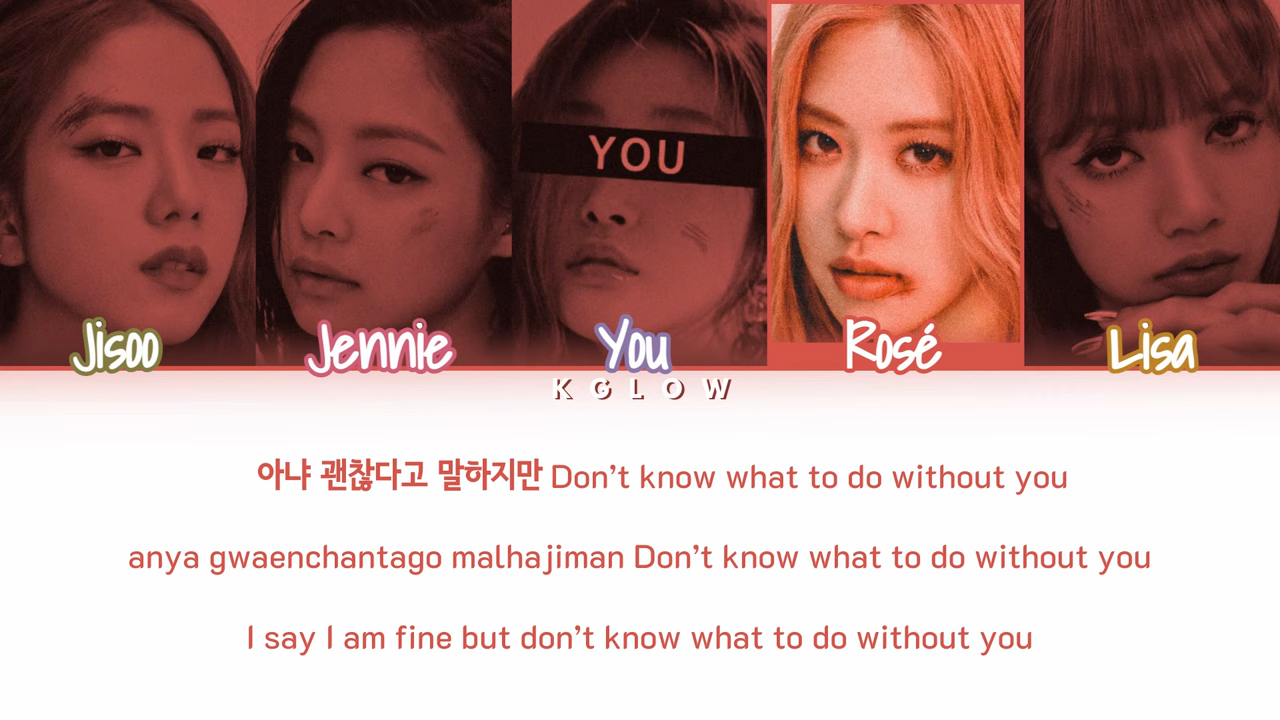 YOU
Jisoo Jennie You Rosé Lisa
KGLOW
아냐 괜찮다고 말하지만 Don't know what to do without you
anya gwaenchantago malhajiman Don't know what to do without you
I say I am fine but don't know what to do without you